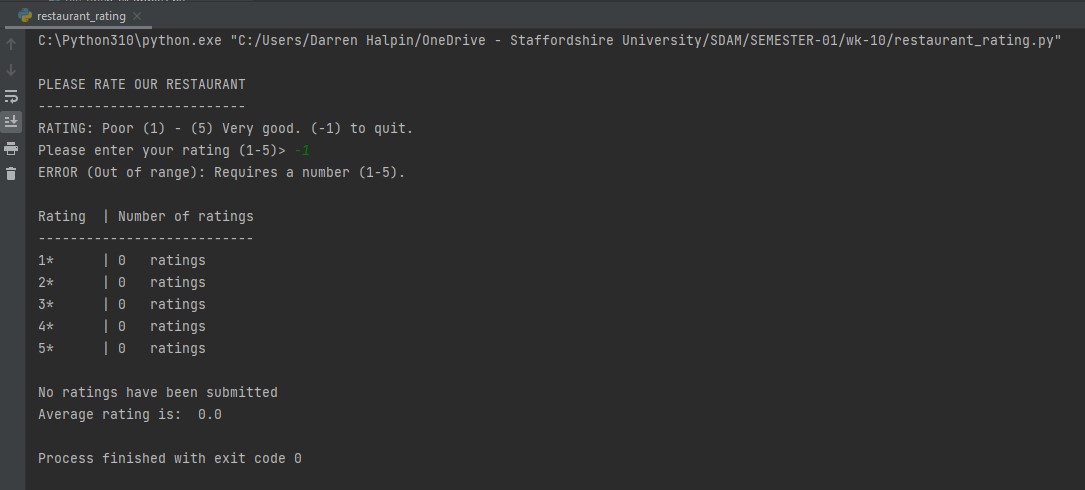 restaurant_rating
C:\Python310\python.exe "C:/Users/Darren Halpin/OneDrive - Staffordshire University/SDAM/SEMESTER-01/wk-10/restaurant_rating.py"
PLEASE RATE OUR RESTAURANT
--------------------------
RATING: Poor (1) - (5) Very good. (-1) to quit.
Please enter your rating (1-5)> -1
ERROR (Out of range): Requires a number (1-5).
Rating  | Number of ratings
---------------------------
1*      | 0   ratings
2*      | 0   ratings
3*      | 0   ratings
4*      | 0   ratings
5*      | 0   ratings
No ratings have been submitted
Average rating is:  0.0
Process finished with exit code 0